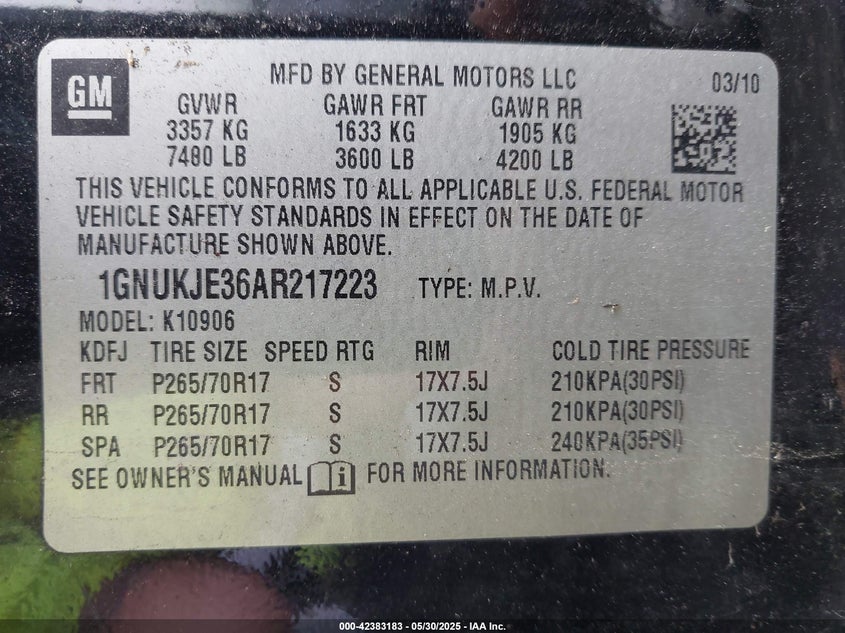 GM
MFD BY GENERAL MOTORS LLC 03/10
GVWR GAWR FRT GAWR RR
3357 KG 1633 KG 1905 KG
7400 LB 3600 LB 4200 LB
THIS VEHICLE CONFORMS TO ALL APPLICABLE U.S. FEDERAL MOTOR
VEHICLE SAFETY STANDARDS IN EFFECT ON THE DATE OF
MANUFACTURE SHOWN ABOVE.
1GNUKJE36AR217223 TYPE: M.P.V.
MODEL: K10906
KDFJ TIRE SIZE SPEED RTG RIM COLD TIRE PRESSURE
FRT P265/70R17 S 17X7.5J 210KPA(30PSI)
RR P265/70R17 S 17X7.5J 210KPA(30PSI)
SPA P265/70R17 S 17X7.5J 240KPA(35PSI)
SEE OWNER'S MANUAL i FOR MORE INFORMATION.
000-42383183 - 05/30/2025 - IAA Inc.